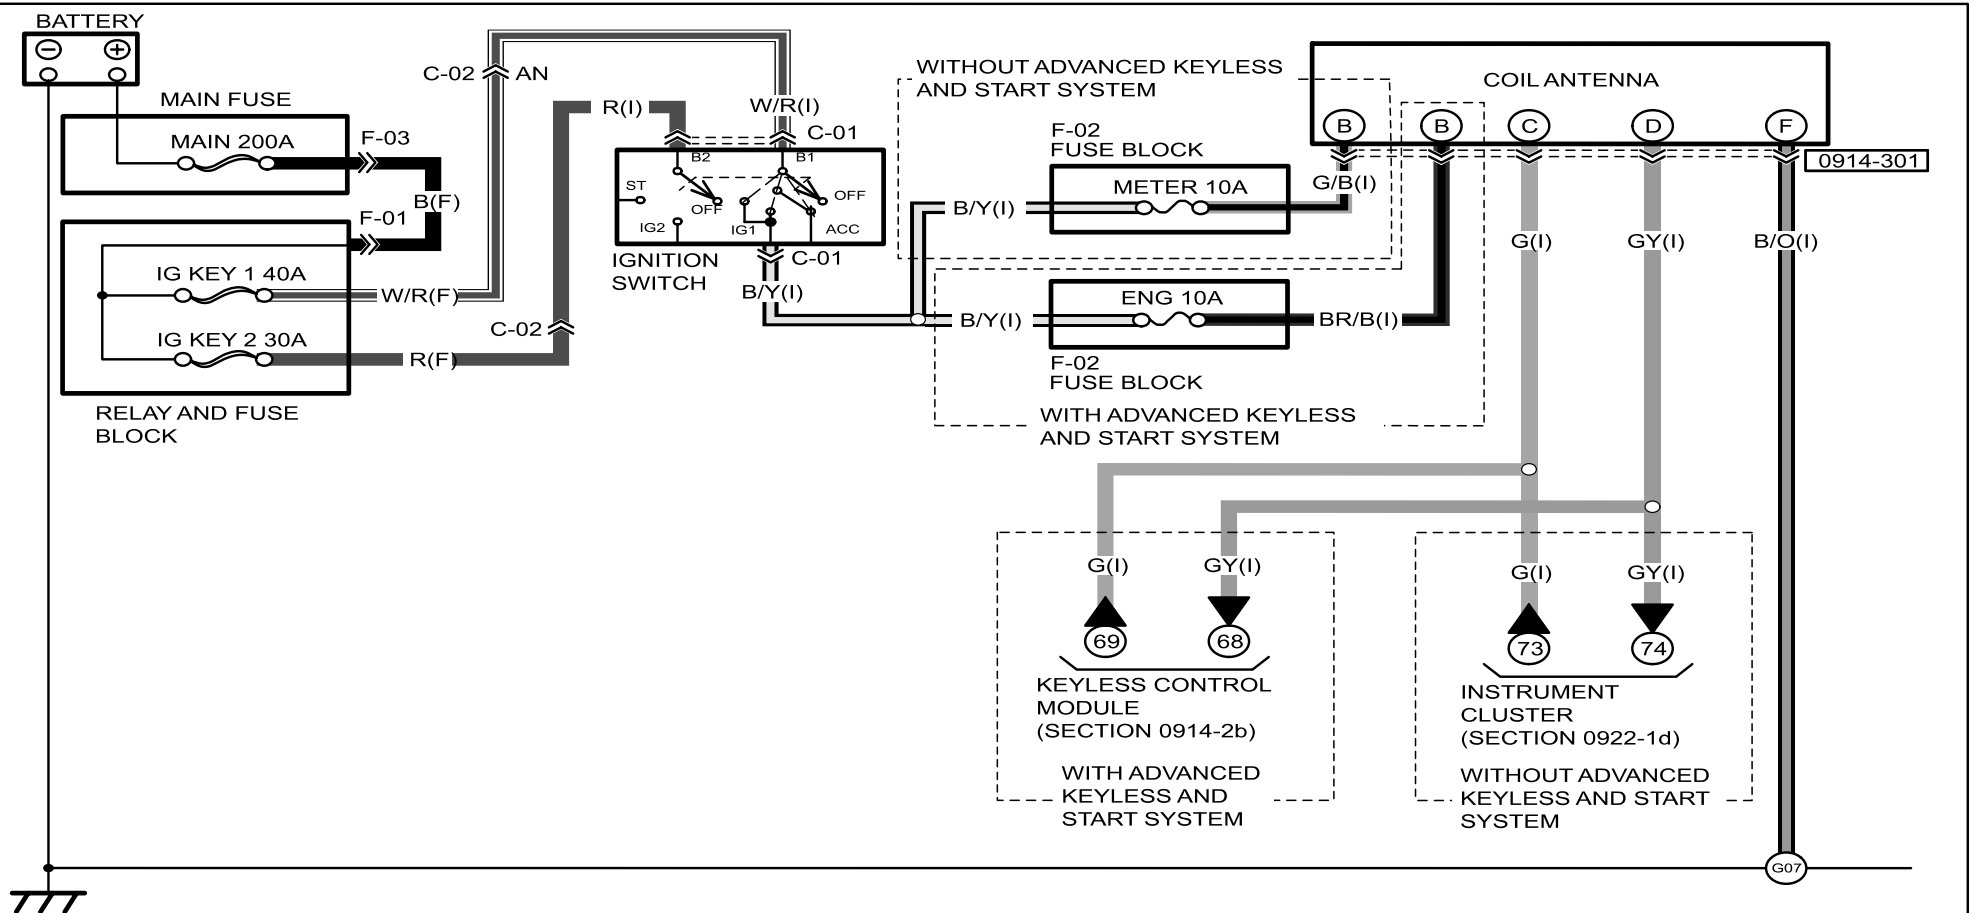 BATTERY
− +
MAIN FUSE
MAIN 200A
F-03
B(F)
F-01
IG KEY 1 40A
W/R(F)
IG KEY 2 30A
R(F)
RELAY AND FUSE
BLOCK
C-02 AN
C-02
R(I)
W/R(I)
C-01
B2
B1
ST
OFF
OFF
IG2
IG1
ACC
IGNITION
SWITCH
C-01
B/Y(I)
WITHOUT ADVANCED KEYLESS
AND START SYSTEM
F-02
FUSE BLOCK
METER 10A
B/Y(I)
G/B(I)
ENG 10A
B/Y(I)
BR/B(I)
F-02
FUSE BLOCK
WITH ADVANCED KEYLESS
AND START SYSTEM
COIL ANTENNA
B B C D F
0914-301
G(I)
GY(I)
B/O(I)
G(I)
GY(I)
69
68
KEYLESS CONTROL
MODULE
(SECTION 0914-2b)
WITH ADVANCED
KEYLESS AND
START SYSTEM
G(I)
GY(I)
73
74
INSTRUMENT
CLUSTER
(SECTION 0922-1d)
WITHOUT ADVANCED
KEYLESS AND START
SYSTEM
G07